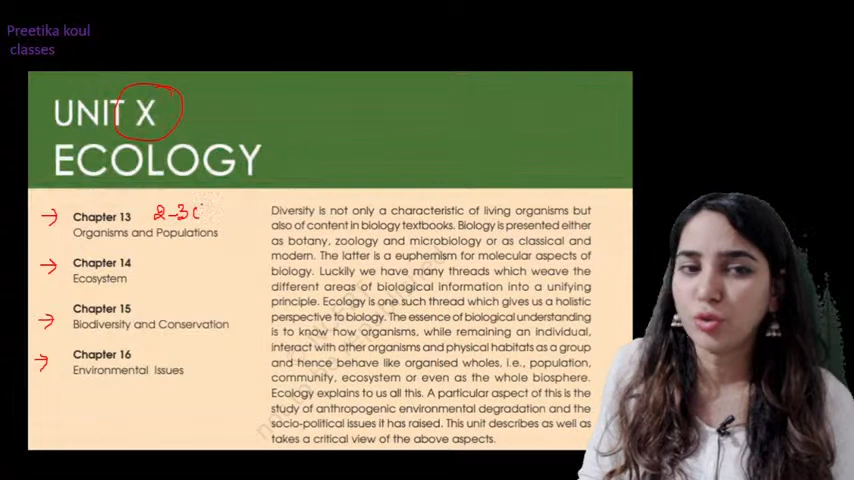 Preetika koul
classes
UNIT X
ECOLOGY
Chapter 13
Organisms and Populations
Chapter 14
Ecosystem
Chapter 15
Biodiversity and Conservation
Chapter 16
Environmental Issues
Diversity is not only a characteristic of living organisms but
also of content in biology textbooks. Biology is presented either
as botany, zoology and microbiology or as classical and
modern. The latter is a euphemism for molecular aspects of
biology. Luckily we have many threads which weave the
different areas of biological information into a unifying
principle. Ecology is one such thread which gives us a holistic
perspective to biology. The essence of biological understanding
is to know how organisms, while remaining an individual,
interact with other organisms and physical habitats as a group
and hence behave like organised wholes, i.e., population,
community, ecosystem or even as the whole biosphere.
Ecology explains to us all this. A particular aspect of this is the
study of anthropogenic environmental degradation and the
socio-political issues it has raised. This unit describes as well as
takes a critical view of the above aspects.